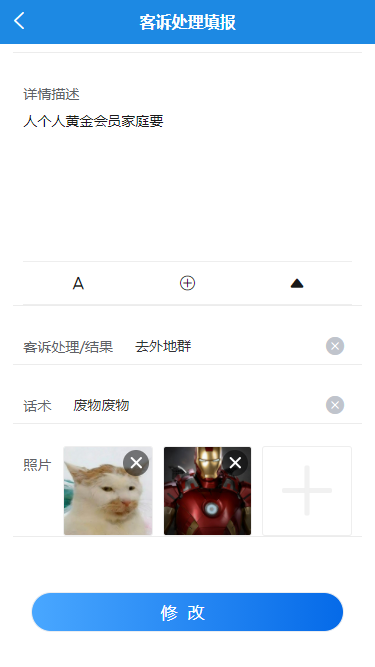 客诉处理填报
详情描述
人个人黄金会员家庭要
A
客诉处理/结果 去外地群
话术 废物废物
照片
修 改